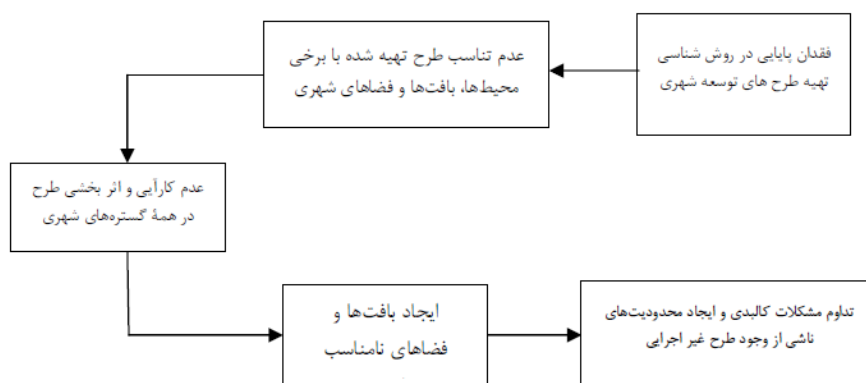 فقدان پایایی در روش شناسی
تهیه طرح های توسعه شهری
عدم تناسب طرح تهیه شده با برخی
محیط‌ها، بافت‌ها و فضاهای شهری
عدم کارآیی و اثر بخشی طرح
در همهٔ گستره‌های شهری
ایجاد بافت‌ها و
فضاهای نامناسب
تداوم مشکلات کالبدی و ایجاد محدودیت‌های
ناشی از وجود طرح غیر اجرایی